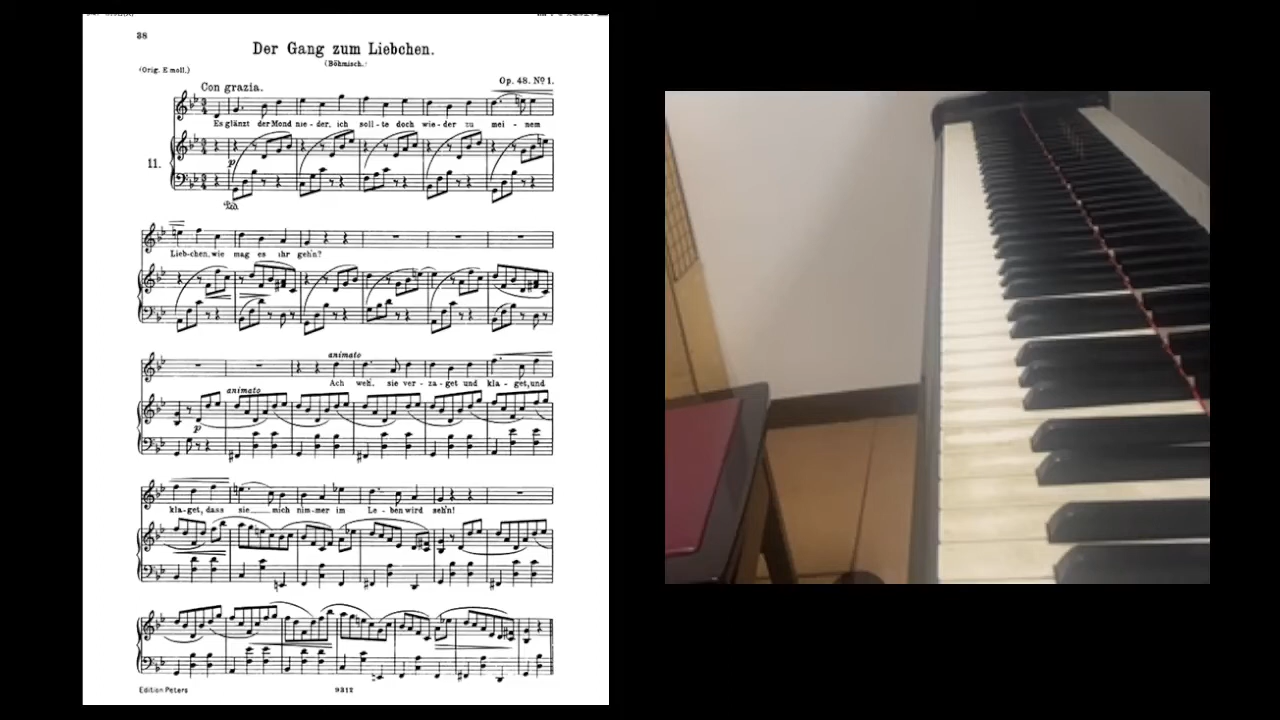 38
Der Gang zum Liebchen.
(Böhmisch.)
(Orig. E moll.)
Op. 48. Nº 1.
Con grazia.
Es glänzt der Mond nie-der, ich soll-te doch wie-der zu mei-nem
11.
p
Lieb-chen, wie mag es ihr geh'n?
animato
Ach weh', sie ver-za-get und kla-get, und
animato
p
kla-get, dass sie mich nim-mer im Le-ben wird seh'n!
Edition Peters
9312